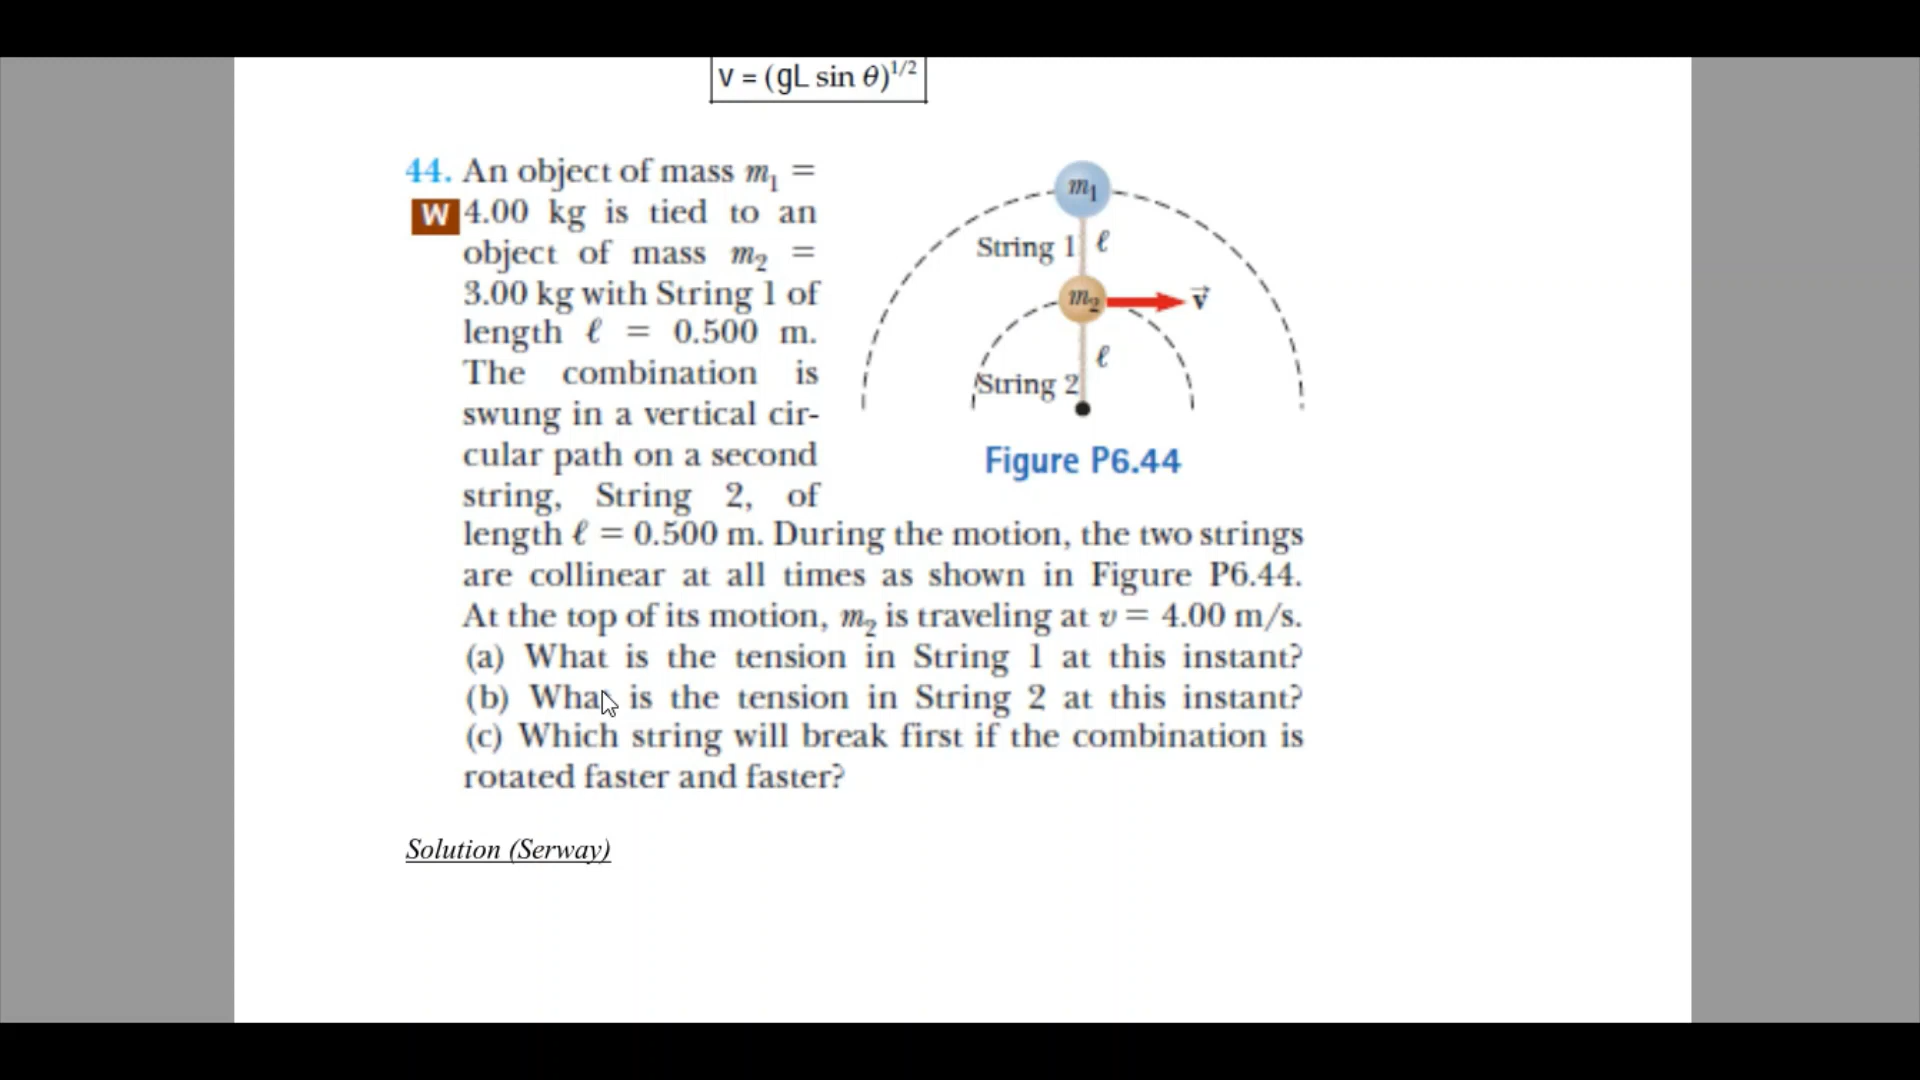 v = (gL sin θ)^1/2
44. An object of mass m₁ =
W 4.00 kg is tied to an
object of mass m₂ =
3.00 kg with String 1 of
length ℓ = 0.500 m.
The combination is
swung in a vertical cir-
cular path on a second
string, String 2, of
length ℓ = 0.500 m. During the motion, the two strings
are collinear at all times as shown in Figure P6.44.
At the top of its motion, m₂ is traveling at v = 4.00 m/s.
(a) What is the tension in String 1 at this instant?
(b) What is the tension in String 2 at this instant?
(c) Which string will break first if the combination is
rotated faster and faster?
m₁
String 1 ℓ
m₂ v⃗
ℓ
String 2
Figure P6.44
Solution (Serway)